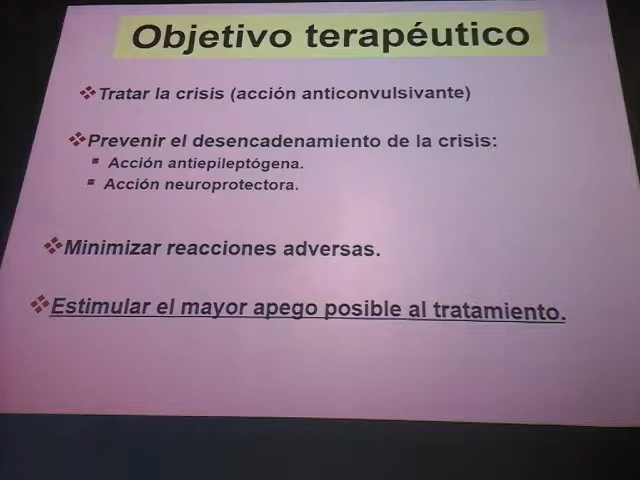 Objetivo terapéutico
Tratar la crisis (acción anticonvulsivante)
Prevenir el desencadenamiento de la crisis:
Acción antiepileptógena.
Acción neuroprotectora.
Minimizar reacciones adversas.
Estimular el mayor apego posible al tratamiento.